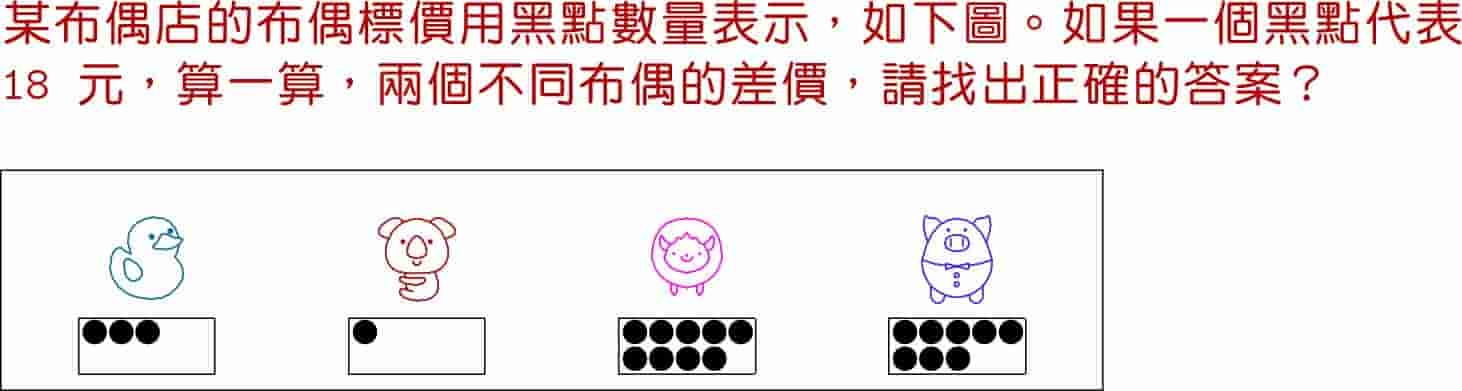 某布偶店的布偶標價用黑點數量表示，如下圖。如果一個黑點代表
18 元，算一算，兩個不同布偶的差價，請找出正確的答案？